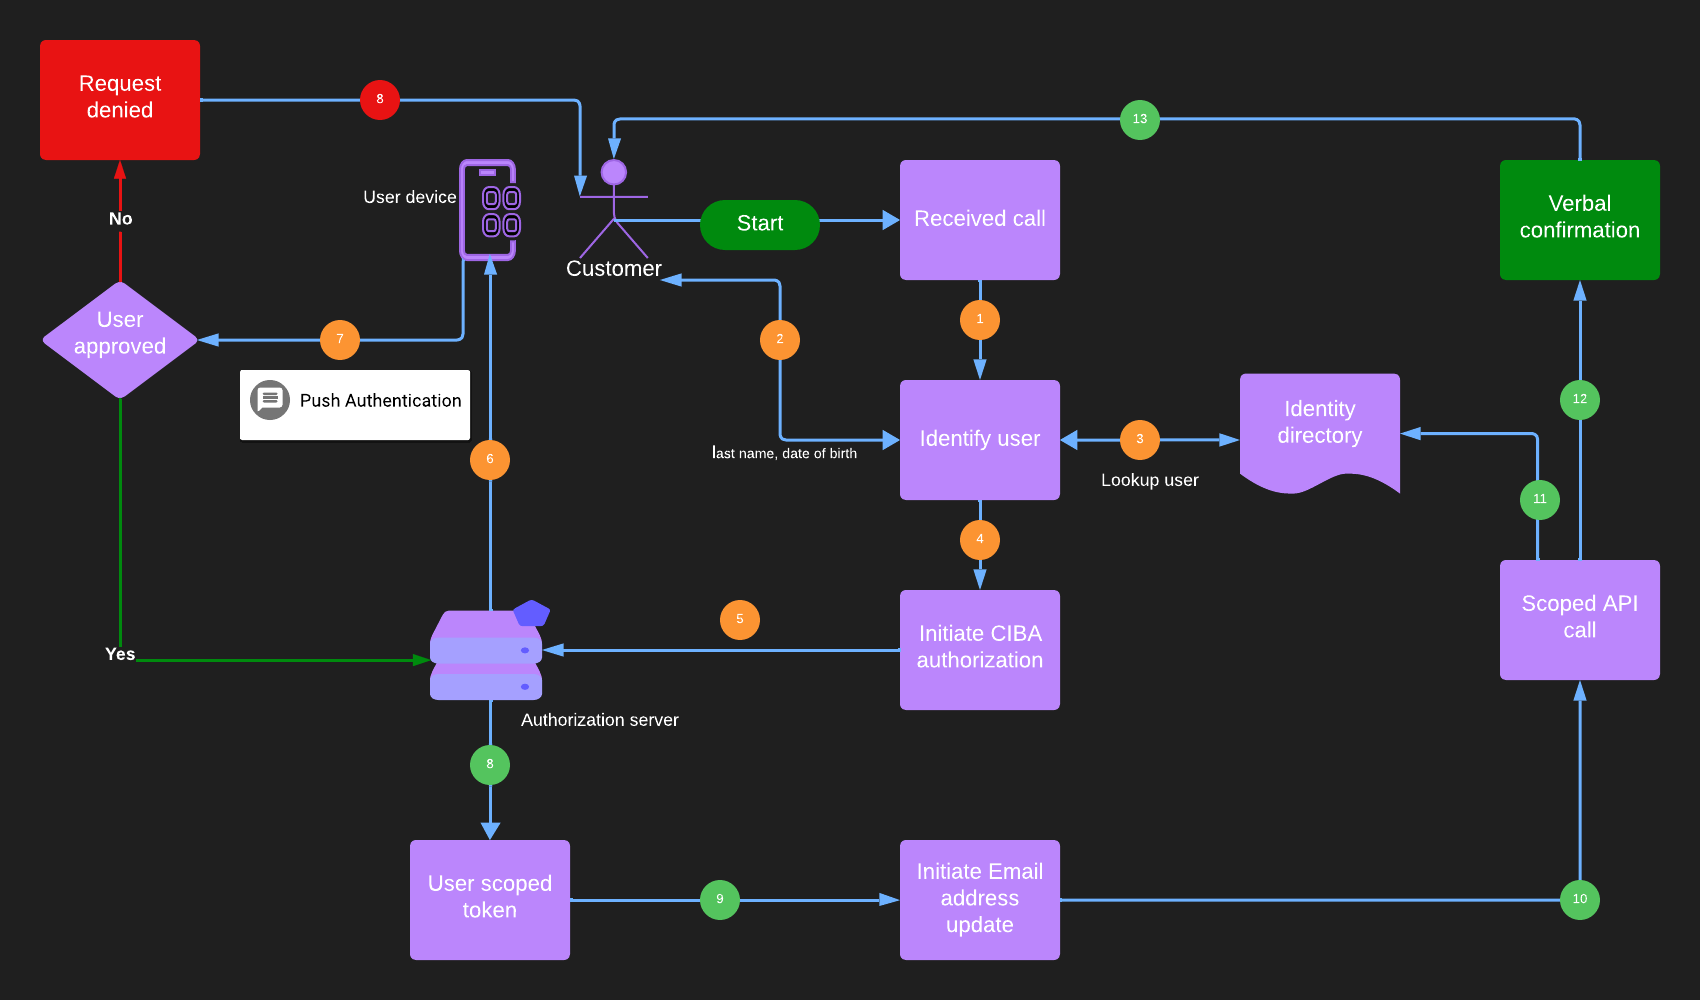 Request
denied
8
13
User device
Customer
Start
Received call
Verbal
confirmation
No
User
approved
7
2
1
Push Authentication
6
last name, date of birth
Identify user
3
Lookup user
Identity
directory
12
11
4
5
Initiate CIBA
authorization
Scoped API
call
Yes
Authorization server
8
User scoped
token
9
Initiate Email
address
update
10